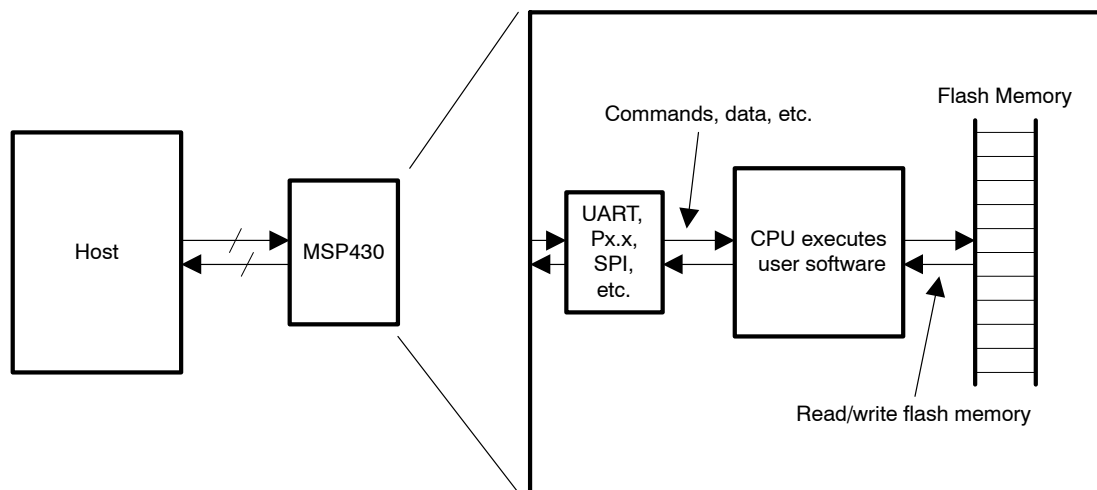 Flash Memory
Commands, data, etc.
Host
MSP430
UART,
Px.x,
SPI,
etc.
CPU executes
user software
Read/write flash memory